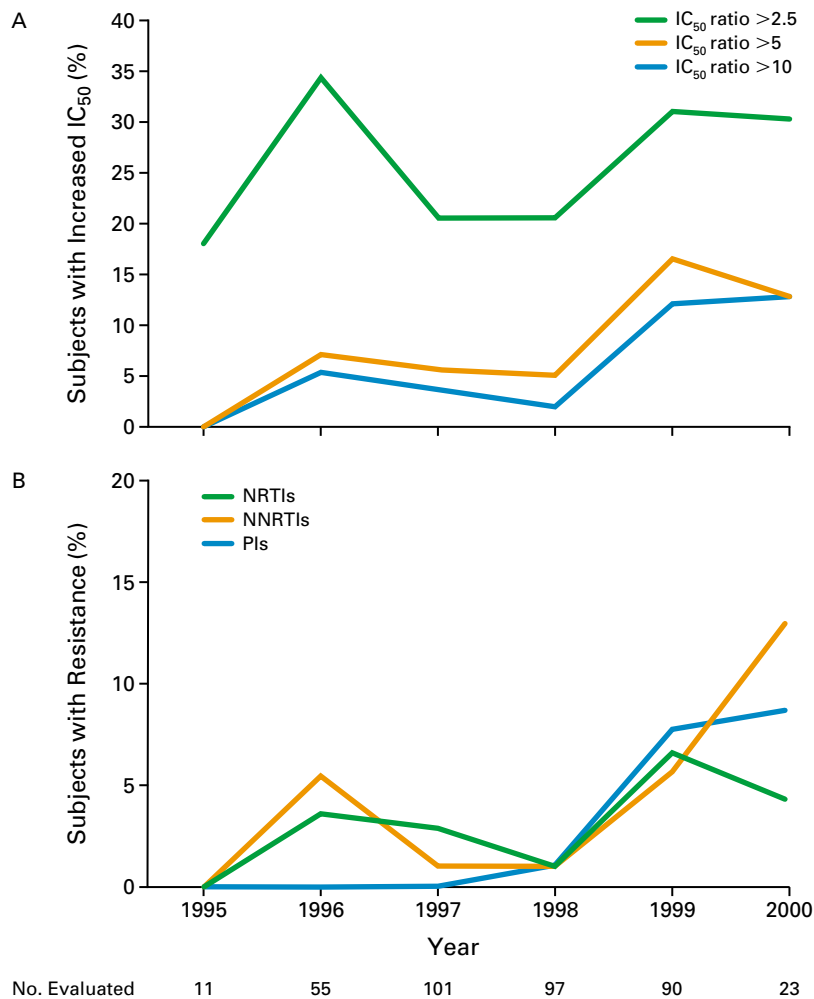 A
Subjects with Increased IC50 (%)
40
35
30
25
20
15
10
5
0
IC50 ratio >2.5
IC50 ratio >5
IC50 ratio >10
B
Subjects with Resistance (%)
20
15
10
5
0
NRTIs
NNRTIs
PIs
1995 1996 1997 1998 1999 2000
Year
No. Evaluated 11 55 101 97 90 23